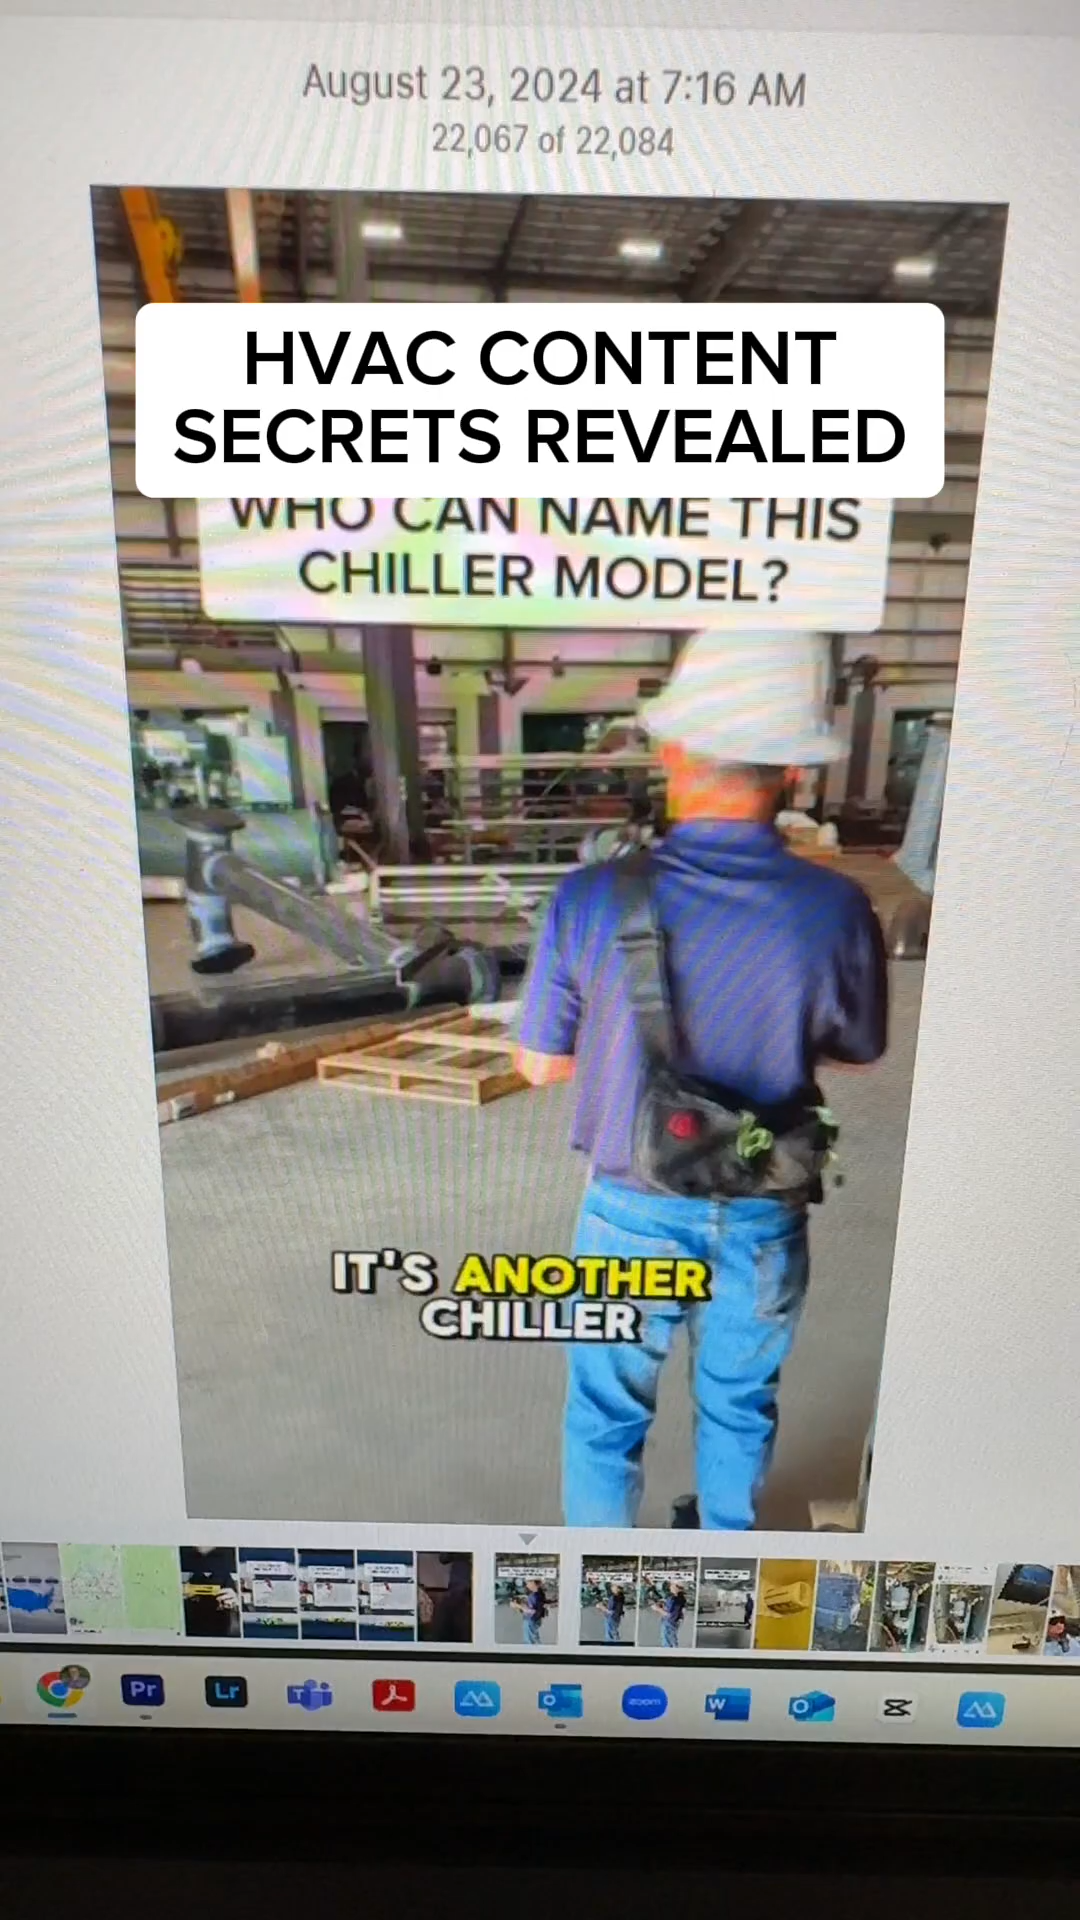 August 23, 2024 at 7:16 AM
22,067 of 22,084
HVAC CONTENT
SECRETS REVEALED
WHO CAN NAME THIS
CHILLER MODEL?
IT'S ANOTHER
CHILLER
Pr
Lr
T
o
zoom
W
o